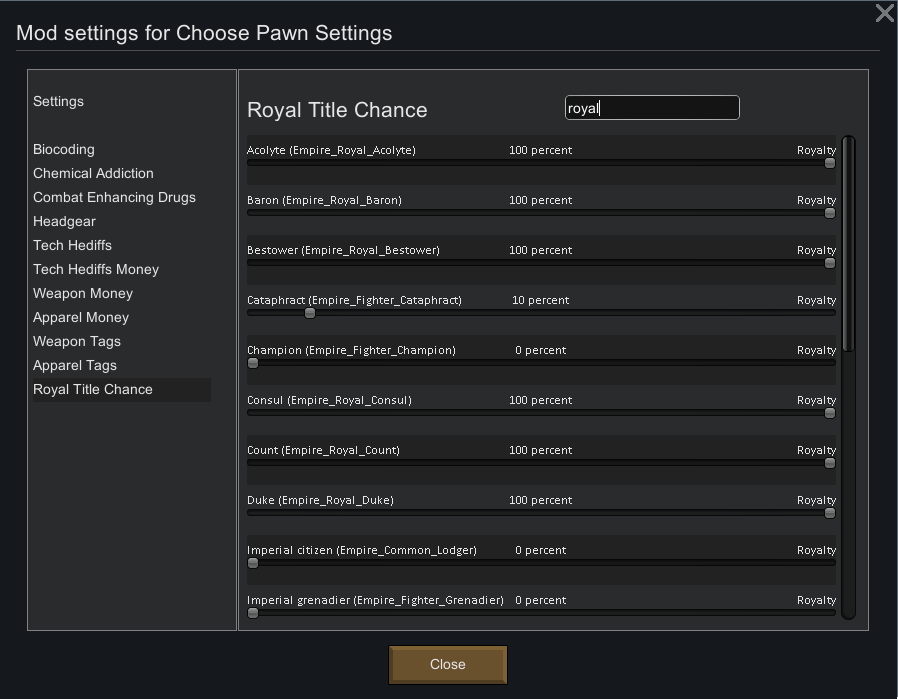 Mod settings for Choose Pawn Settings
Settings
Biocoding
Chemical Addiction
Combat Enhancing Drugs
Headgear
Tech Hediffs
Tech Hediffs Money
Weapon Money
Apparel Money
Weapon Tags
Apparel Tags
Royal Title Chance
Royal Title Chance royal
Acolyte (Empire_Royal_Acolyte) 100 percent Royalty
Baron (Empire_Royal_Baron) 100 percent Royalty
Bestower (Empire_Royal_Bestower) 100 percent Royalty
Cataphract (Empire_Fighter_Cataphract) 10 percent Royalty
Champion (Empire_Fighter_Champion) 0 percent Royalty
Consul (Empire_Royal_Consul) 100 percent Royalty
Count (Empire_Royal_Count) 100 percent Royalty
Duke (Empire_Royal_Duke) 100 percent Royalty
Imperial citizen (Empire_Common_Lodger) 0 percent Royalty
Imperial grenadier (Empire_Fighter_Grenadier) 0 percent Royalty
Close